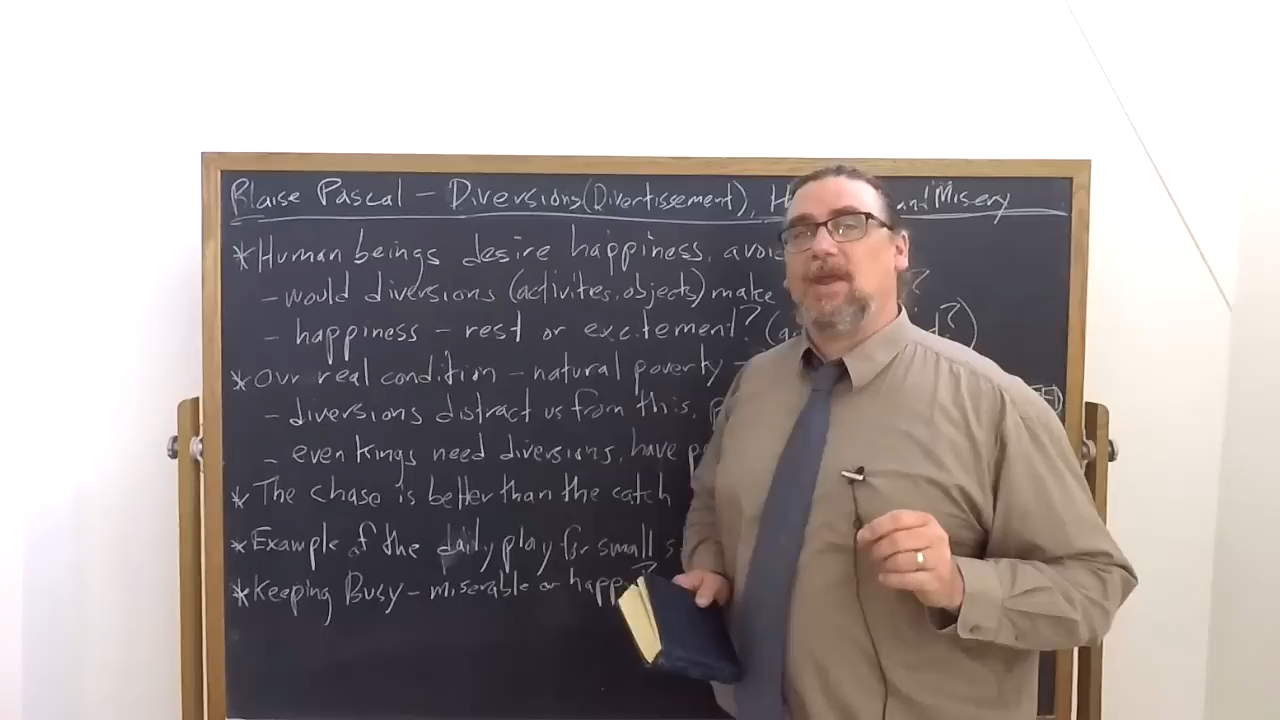 Blaise Pascal – Diversions (Divertissement), H and Misery
* Human beings desire happiness, avoi
- would diversions (activites, objects) make ?
- happiness – rest or excitement? (a d?)
* Our real condition – natural poverty –
- diversions distract us from this, p
- even kings need diversions, have pe
* The chase is better than the catch
* Example of the daily play for small s
* Keeping Busy – miserable or happy?